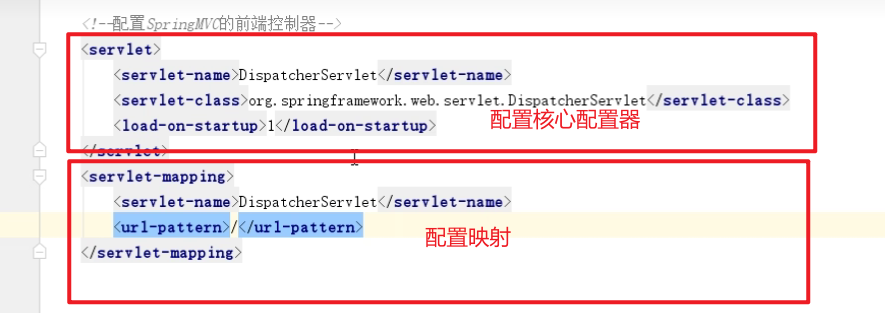 <!--配置SpringMVC的前端控制器-->
<servlet>
<servlet-name>DispatcherServlet</servlet-name>
<servlet-class>org.springframework.web.servlet.DispatcherServlet</servlet-class>
<load-on-startup>1</load-on-startup>
配置核心配置器
</servlet>
<servlet-mapping>
<servlet-name>DispatcherServlet</servlet-name>
<url-pattern>/</url-pattern>
配置映射
</servlet-mapping>